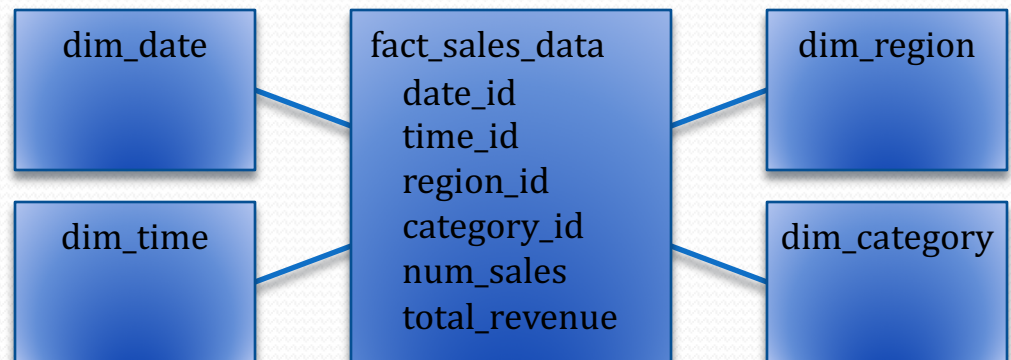 dim_date
dim_time
fact_sales_data
date_id
time_id
region_id
category_id
num_sales
total_revenue
dim_region
dim_category